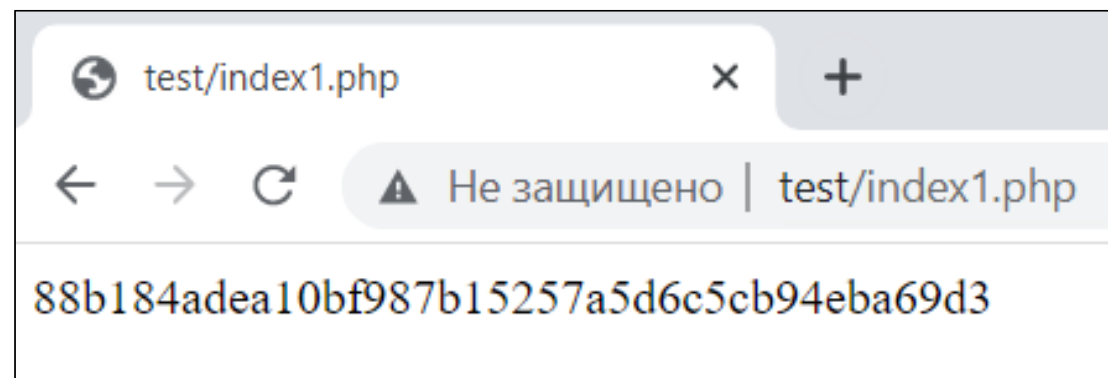 test/index1.php
Не защищено | test/index1.php
88b184adea10bf987b15257a5d6c5cb94eba69d3